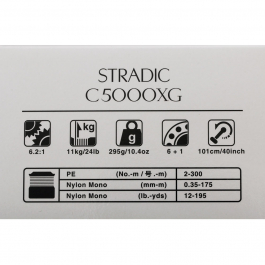 STRADIC
C5000XG
kg
g
6.2:1 11kg/24lb 295g/10.4oz 6 + 1 101cm/40inch
PE (No.-m / 号.-m) 2-300
Nylon Mono (mm-m) 0.35-175
Nylon Mono (lb.-yds) 12-195